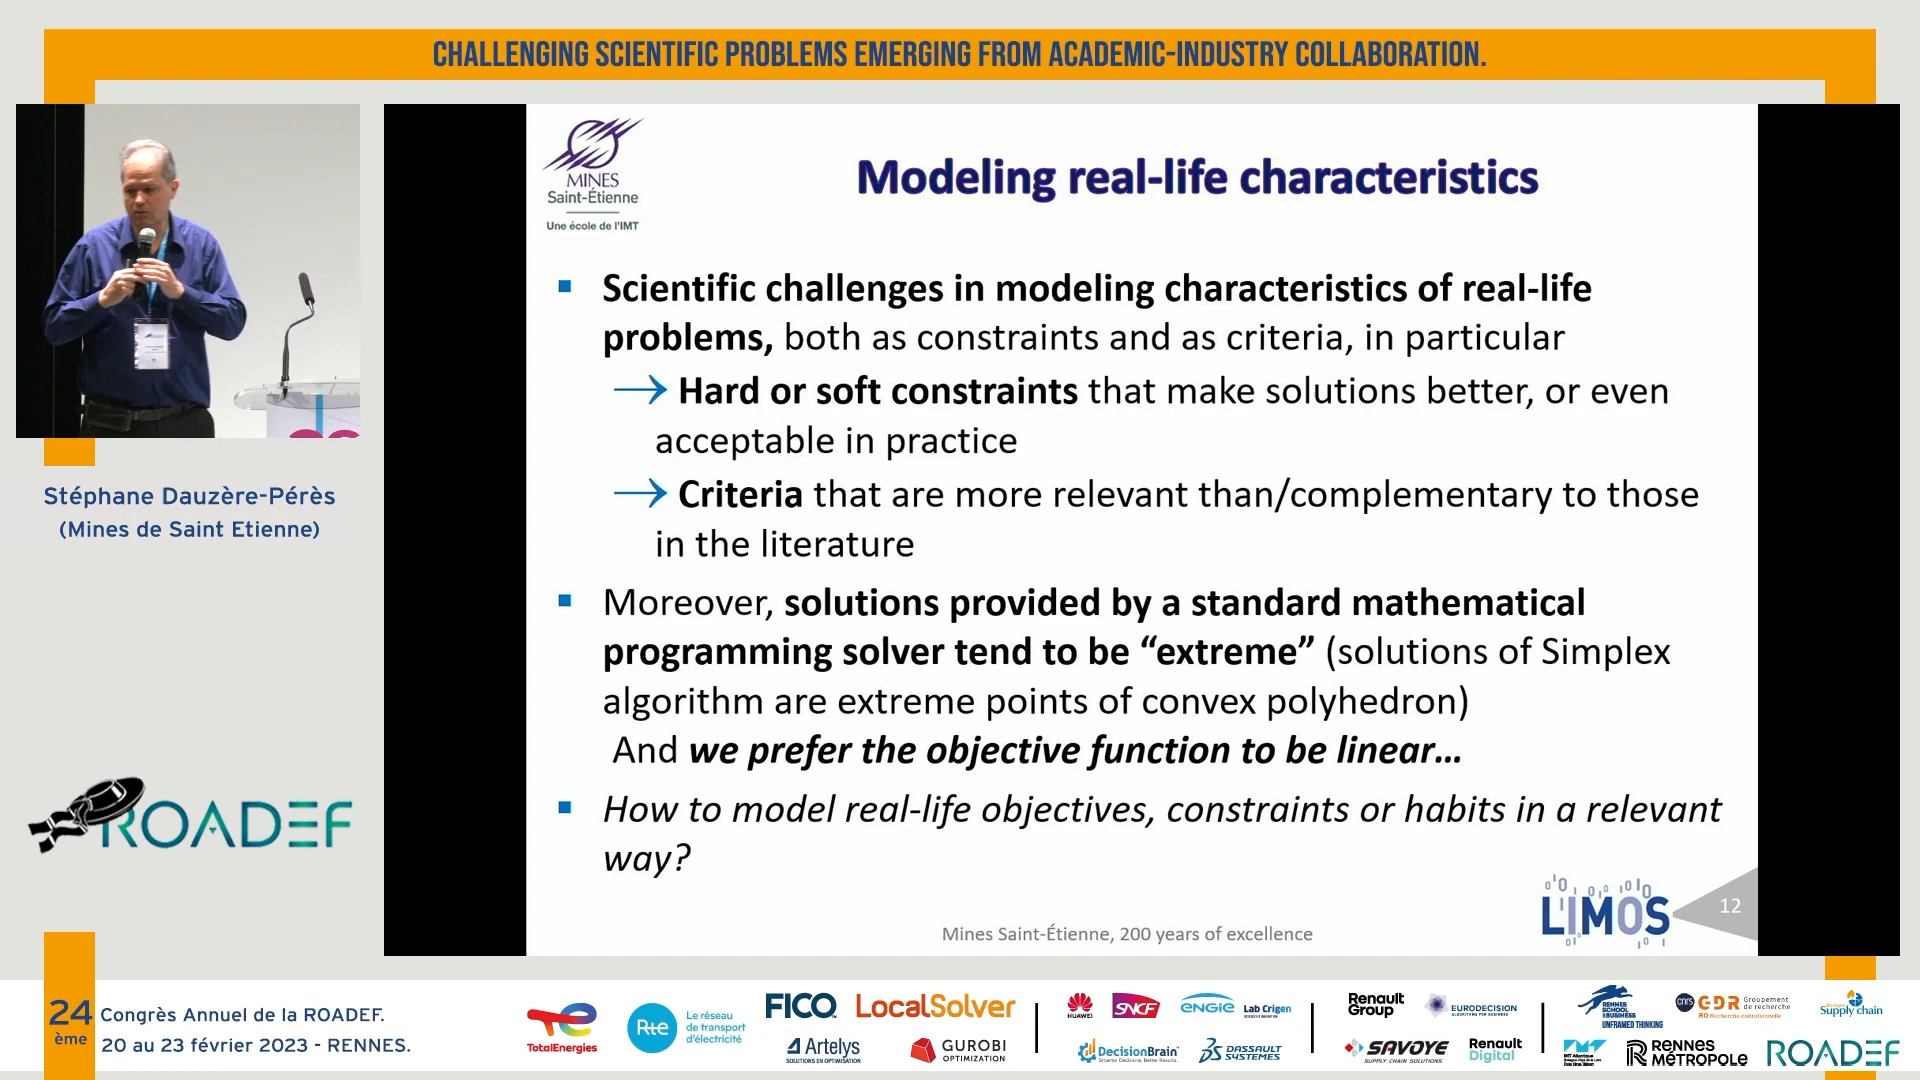 CHALLENGING SCIENTIFIC PROBLEMS EMERGING FROM ACADEMIC-INDUSTRY COLLABORATION.
MINES
Saint-Étienne
Une école de l'IMT
Modeling real-life characteristics
Scientific challenges in modeling characteristics of real-life
problems, both as constraints and as criteria, in particular
→ Hard or soft constraints that make solutions better, or even
acceptable in practice
→ Criteria that are more relevant than/complementary to those
in the literature
Moreover, solutions provided by a standard mathematical
programming solver tend to be “extreme” (solutions of Simplex
algorithm are extreme points of convex polyhedron)
And we prefer the objective function to be linear...
How to model real-life objectives, constraints or habits in a relevant
way?
LIMOS
12
Mines Saint-Étienne, 200 years of excellence
Stéphane Dauzère-Pérès
(Mines de Saint Etienne)
ROADEF
24
ème
Congrès Annuel de la ROADEF.
20 au 23 février 2023 - RENNES.
TotalEnergies
Rte
Le réseau
de transport
d'électricité
FICO
LocalSolver
Artelys
SOLUTIONS EN OPTIMISATION
GUROBI
OPTIMIZATION
HUAWEI
SNCF
ENGIE
Lab Crigen
DecisionBrain
Smarter Decisions. Better Results.
DASSAULT
SYSTEMES
Renault
Group
EURODECISION
ALGORITHMS FOR BUSINESS
SAVOYE
SUPPLY CHAIN SOLUTIONS
Renault
Digital
RENNES
SCHOOL
OF BUSINESS
UNFRAMED THINKING
cnrs
GDR
Groupement
de recherche
RO Recherche opérationnelle
Supply chain
IMT Atlantique
RENNES
MÉTROPOLE
ROADEF